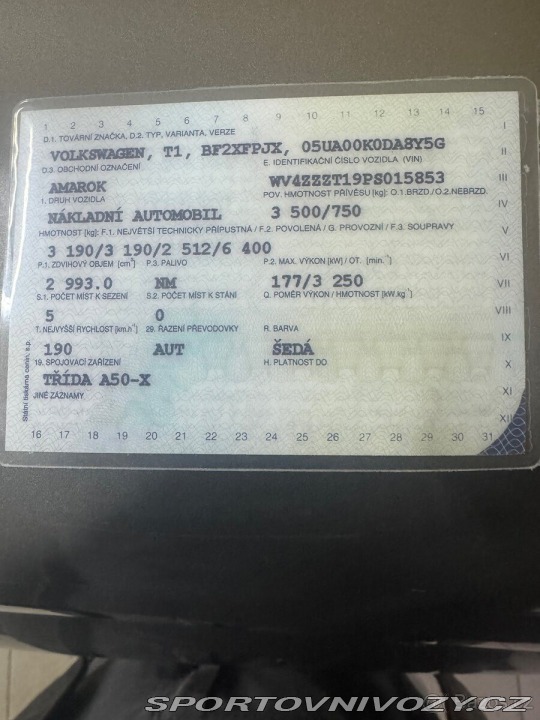 1 2 3 4 5 6 7 8 9 10 11 12 13 14 15
D.1. TOVÁRNÍ ZNAČKA, D.2. TYP, VARIANTA, VERZE I
VOLKSWAGEN, T1, BF2XFPJX, 05UA00K0DA8Y5G II
D.3. OBCHODNÍ OZNAČENÍ E. IDENTIFIKAČNÍ ČÍSLO VOZIDLA (VIN)
AMAROK WV4ZZZT19PS015853 III
1. DRUH VOZIDLA POV. HMOTNOST PŘÍVĚSU [kg]: O.1.BRZD./O.2.NEBRZD.
NÁKLADNÍ AUTOMOBIL 3 500/750 IV
HMOTNOST [kg]: F.1. NEJVĚTŠÍ TECHNICKY PŘÍPUSTNÁ / F.2. POVOLENÁ / G. PROVOZNÍ / F.3. SOUPRAVY V
3 190/3 190/2 512/6 400
P.1. ZDVIHOVÝ OBJEM [cm³] P.3. PALIVO P.2. MAX. VÝKON [kW] / OT. [min.⁻¹] VI
2 993.0 NM 177/3 250 VII
S.1. POČET MÍST K SEZENÍ S.2. POČET MÍST K STÁNÍ Q. POMĚR VÝKON / HMOTNOST [kW.kg⁻¹]
5 0 VIII
T. NEJVYŠŠÍ RYCHLOST [km.h⁻¹] 29. ŘAZENÍ PŘEVODOVKY R. BARVA
190 AUT ŠEDÁ IX
19. SPOJOVACÍ ZAŘÍZENÍ H. PLATNOST DO X
TŘÍDA A50-X
JINÉ ZÁZNAMY XI
XII
16 17 18 19 20 21 22 23 24 25 26 27 28 29 30 31
Státní tiskárna cenin, s.p.
SPORTOVNIVOZY.CZ